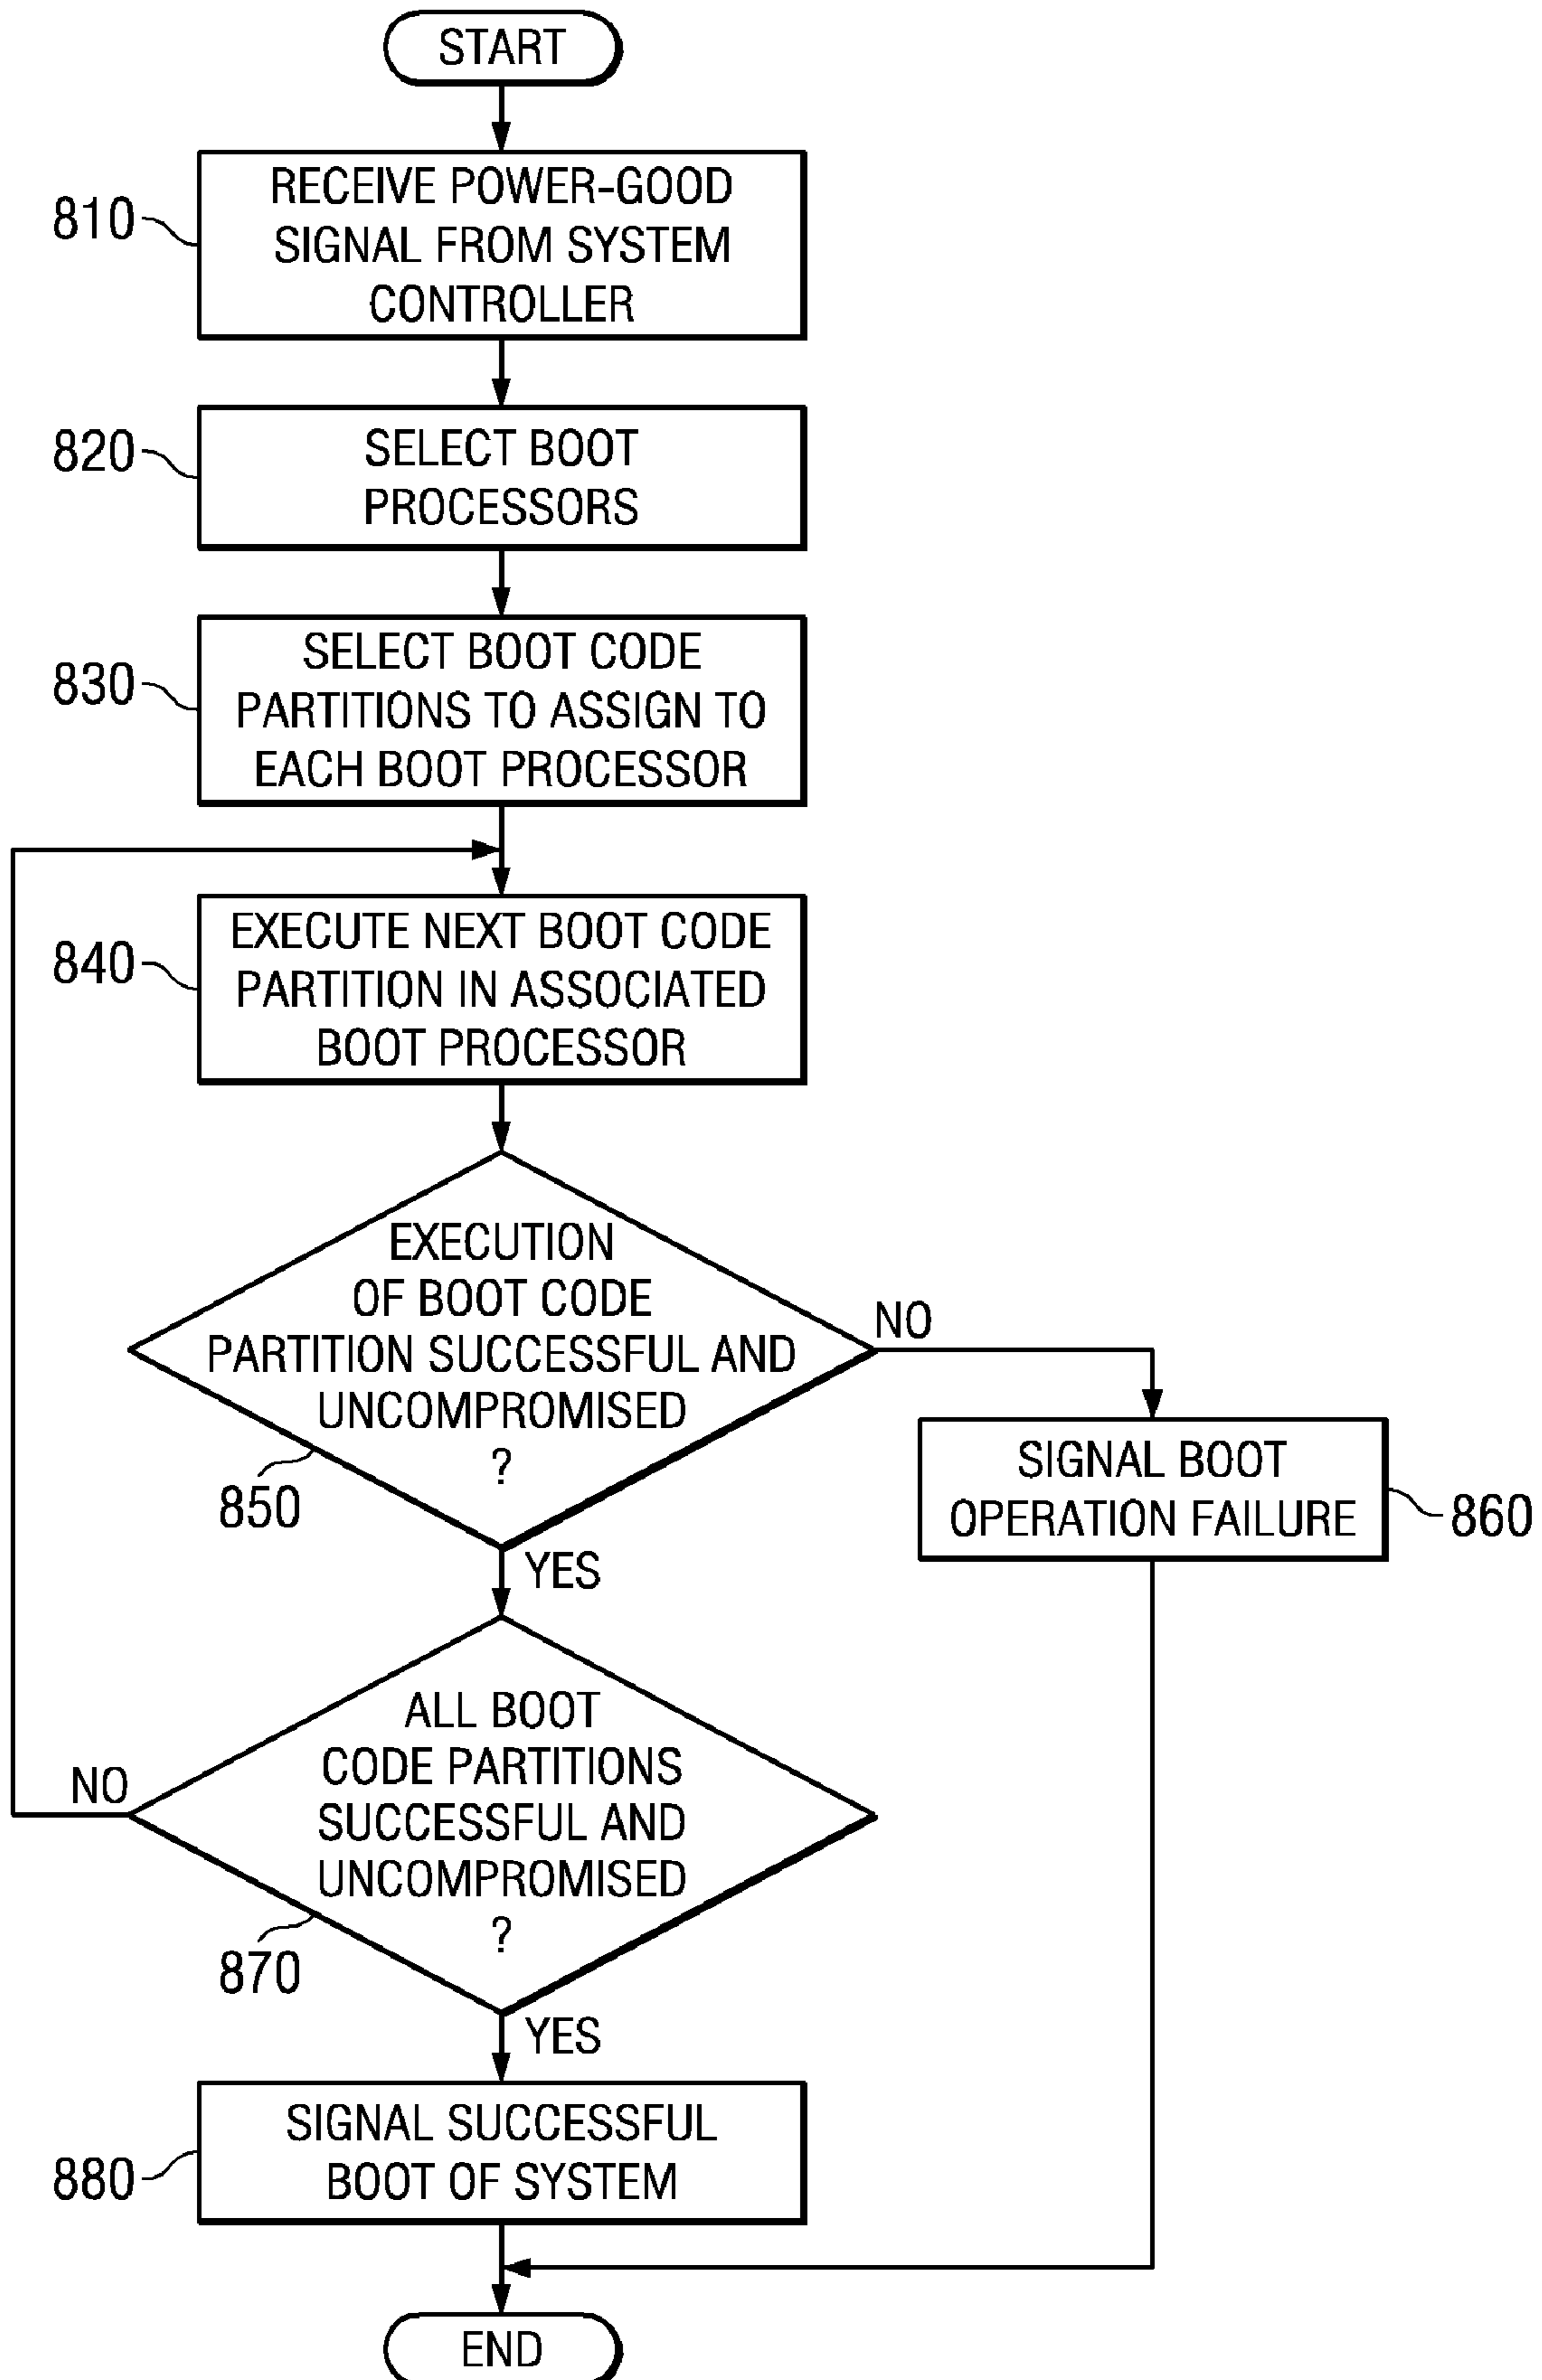 START
810
RECEIVE POWER-GOOD
SIGNAL FROM SYSTEM
CONTROLLER
820
SELECT BOOT
PROCESSORS
830
SELECT BOOT CODE
PARTITIONS TO ASSIGN TO
EACH BOOT PROCESSOR
840
EXECUTE NEXT BOOT CODE
PARTITION IN ASSOCIATED
BOOT PROCESSOR
EXECUTION
OF BOOT CODE
PARTITION SUCCESSFUL AND
UNCOMPROMISED
?
850
NO
SIGNAL BOOT
OPERATION FAILURE
860
YES
ALL BOOT
CODE PARTITIONS
SUCCESSFUL AND
UNCOMPROMISED
?
870
NO
YES
880
SIGNAL SUCCESSFUL
BOOT OF SYSTEM
END